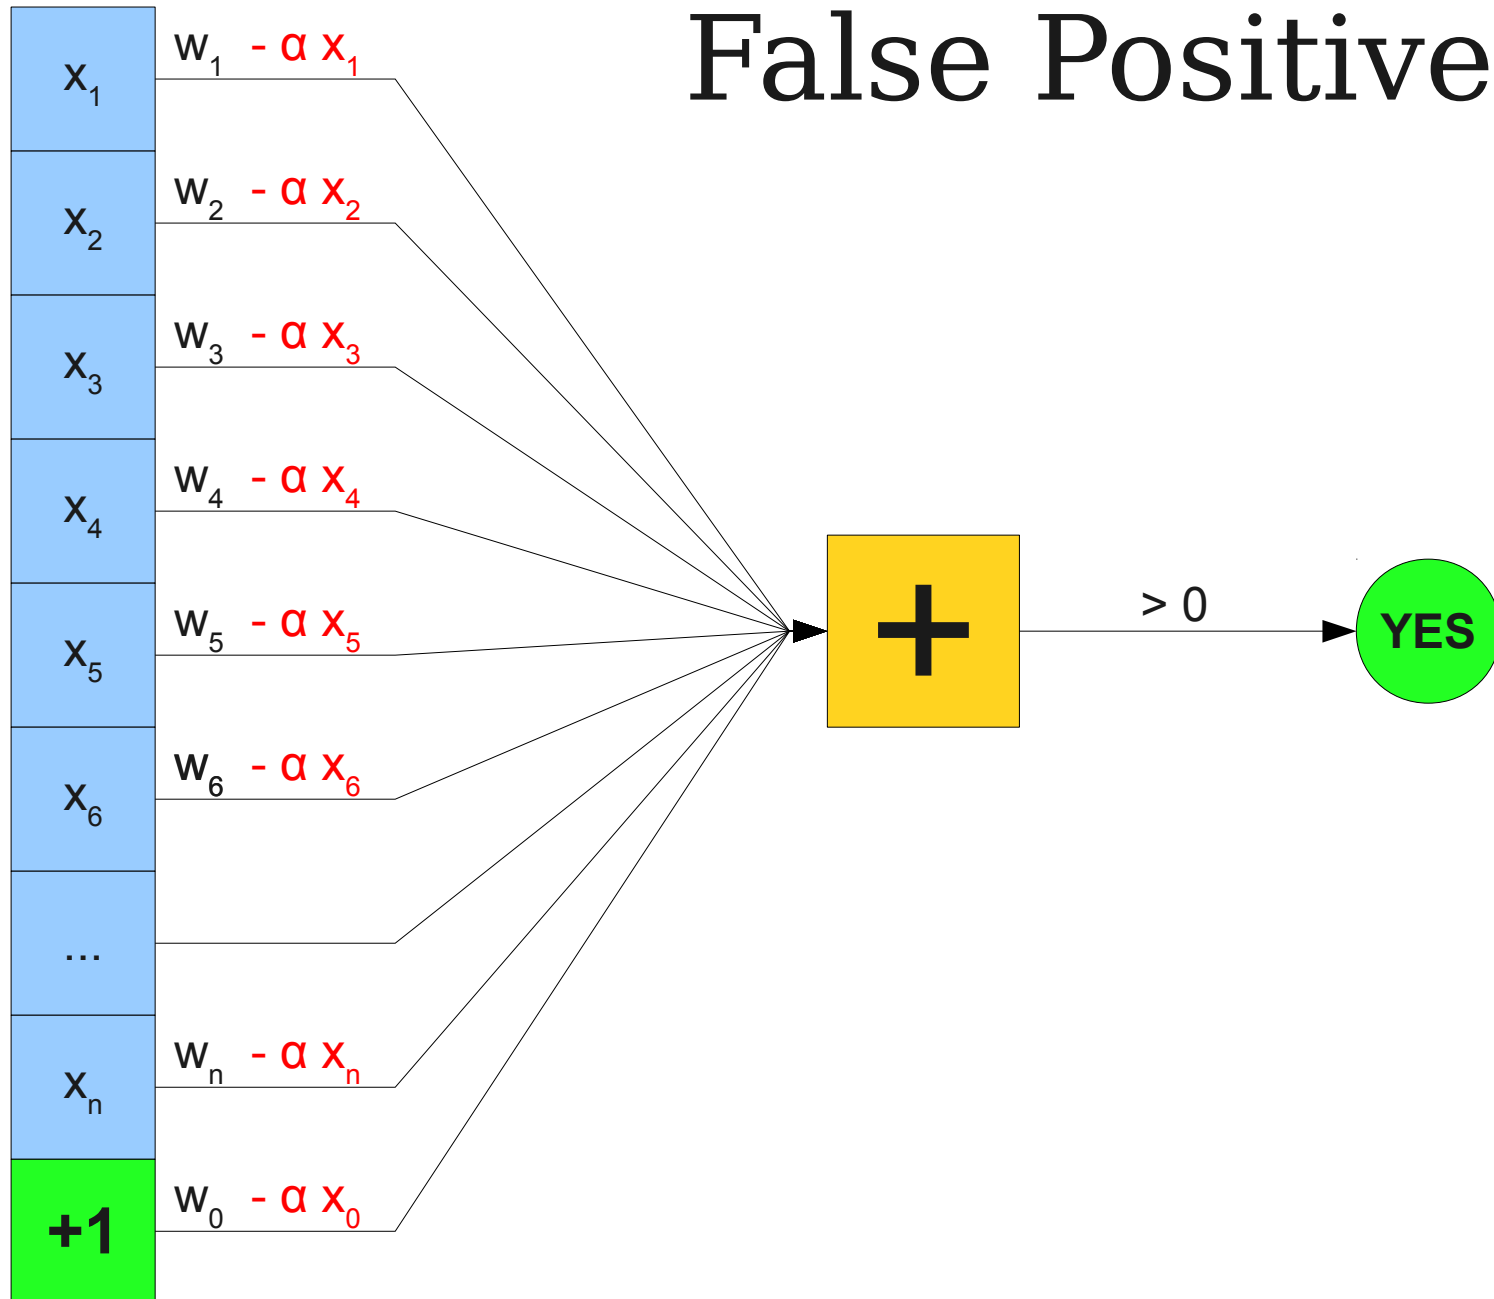 False Positive
x₁
w₁ - α x₁
x₂
w₂ - α x₂
x₃
w₃ - α x₃
x₄
w₄ - α x₄
x₅
w₅ - α x₅
+
> 0
YES
x₆
w₆ - α x₆
...
xₙ
wₙ - α xₙ
+1
w₀ - α x₀